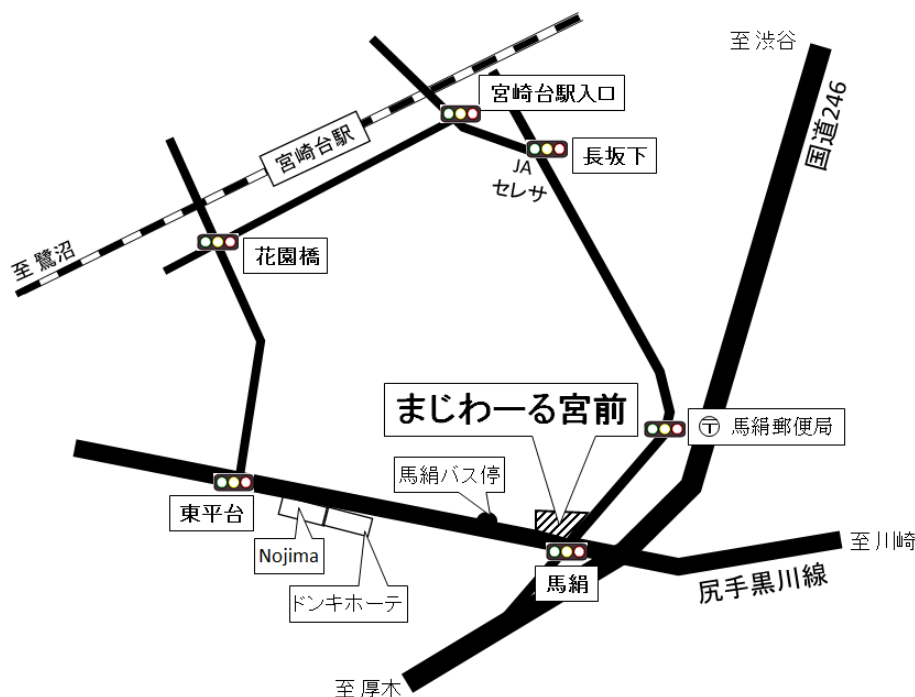 至 渋谷
宮崎台駅入口
国道246
宮崎台駅
長坂下
JA
セレサ
至 鷺沼
花園橋
まじわーる宮前
〒 馬絹郵便局
馬絹バス停
東平台
至 川崎
Nojima
馬絹
尻手黒川線
ドンキホーテ
至 厚木